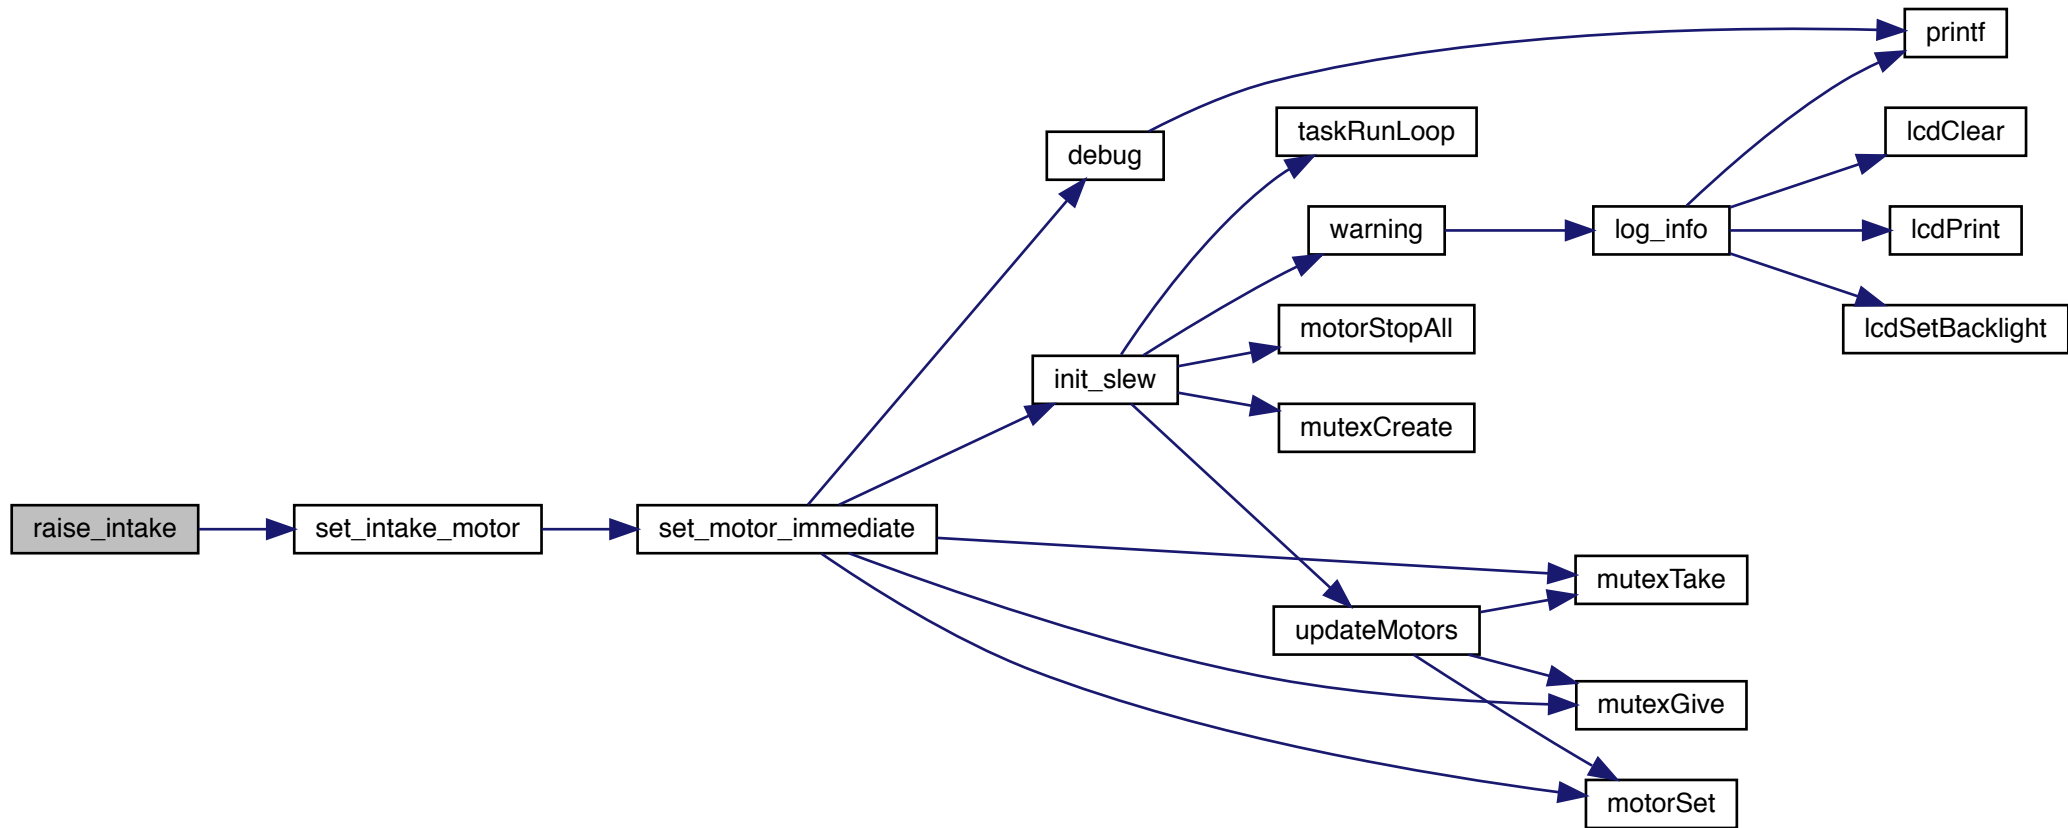 printf
taskRunLoop
lcdClear
debug
warning
log_info
lcdPrint
motorStopAll
lcdSetBacklight
init_slew
mutexCreate
raise_intake
set_intake_motor
set_motor_immediate
mutexTake
updateMotors
mutexGive
motorSet